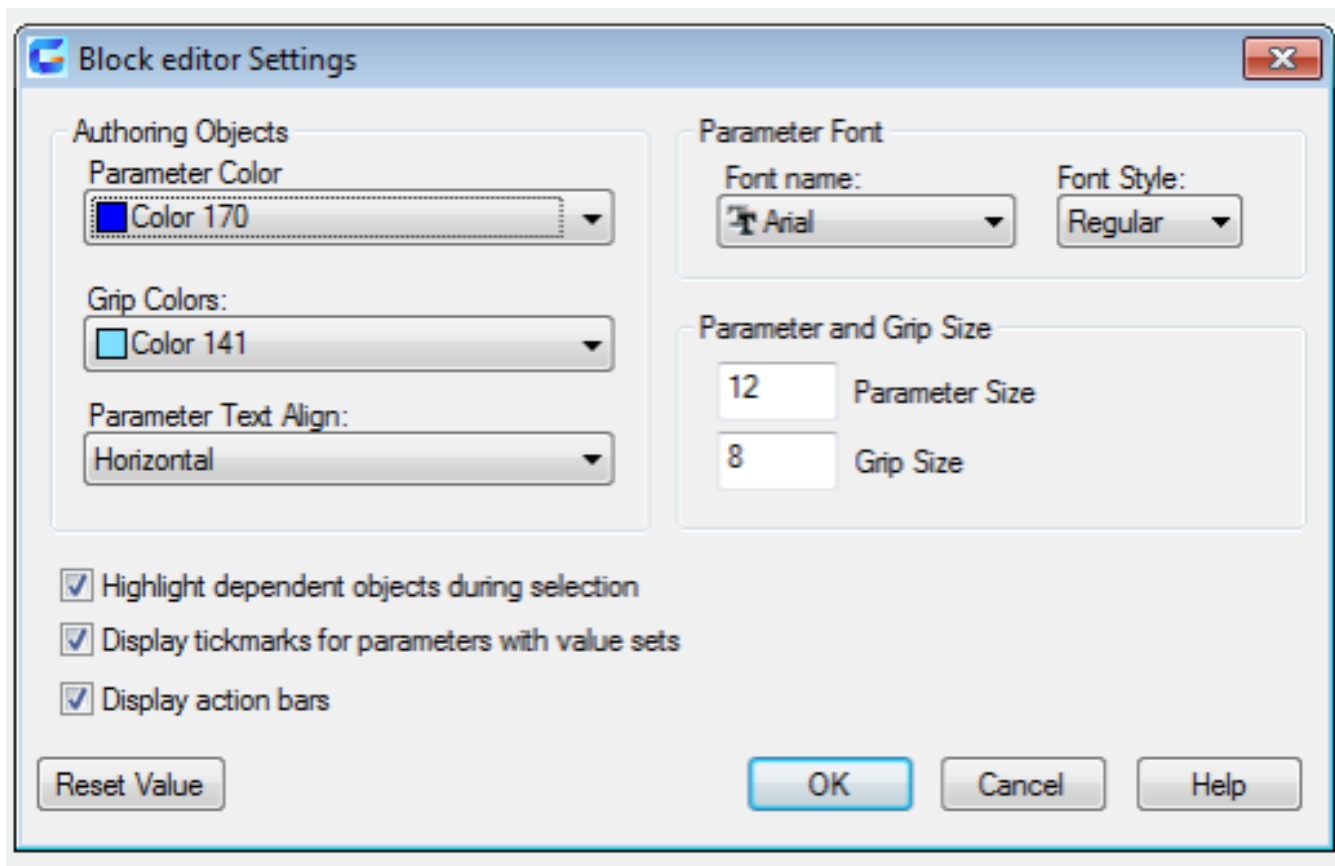 Block editor Settings
Authoring Objects
Parameter Color
Color 170
Grip Colors:
Color 141
Parameter Text Align:
Horizontal
Parameter Font
Font name:
Font Style:
Arial
Regular
Parameter and Grip Size
12 Parameter Size
8 Grip Size
Highlight dependent objects during selection
Display tickmarks for parameters with value sets
Display action bars
Reset Value
OK
Cancel
Help